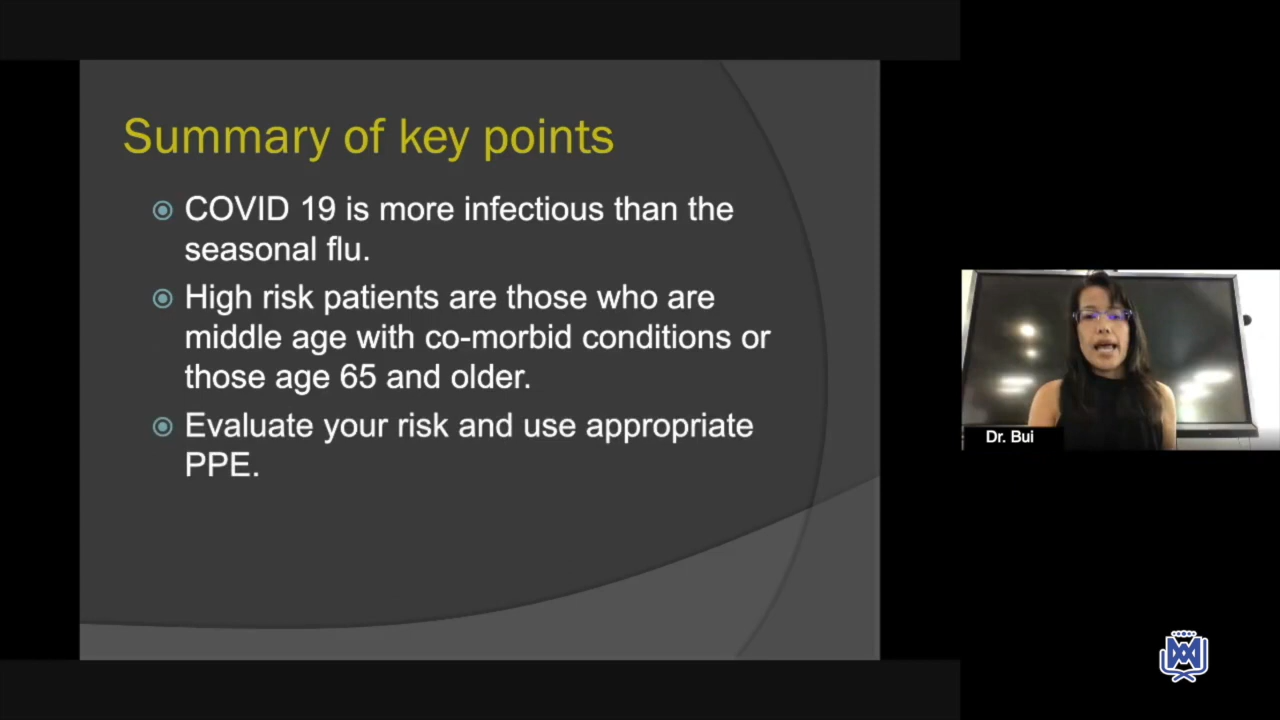 Summary of key points
COVID 19 is more infectious than the
seasonal flu.
High risk patients are those who are
middle age with co-morbid conditions or
those age 65 and older.
Evaluate your risk and use appropriate
PPE.
Dr. Bui